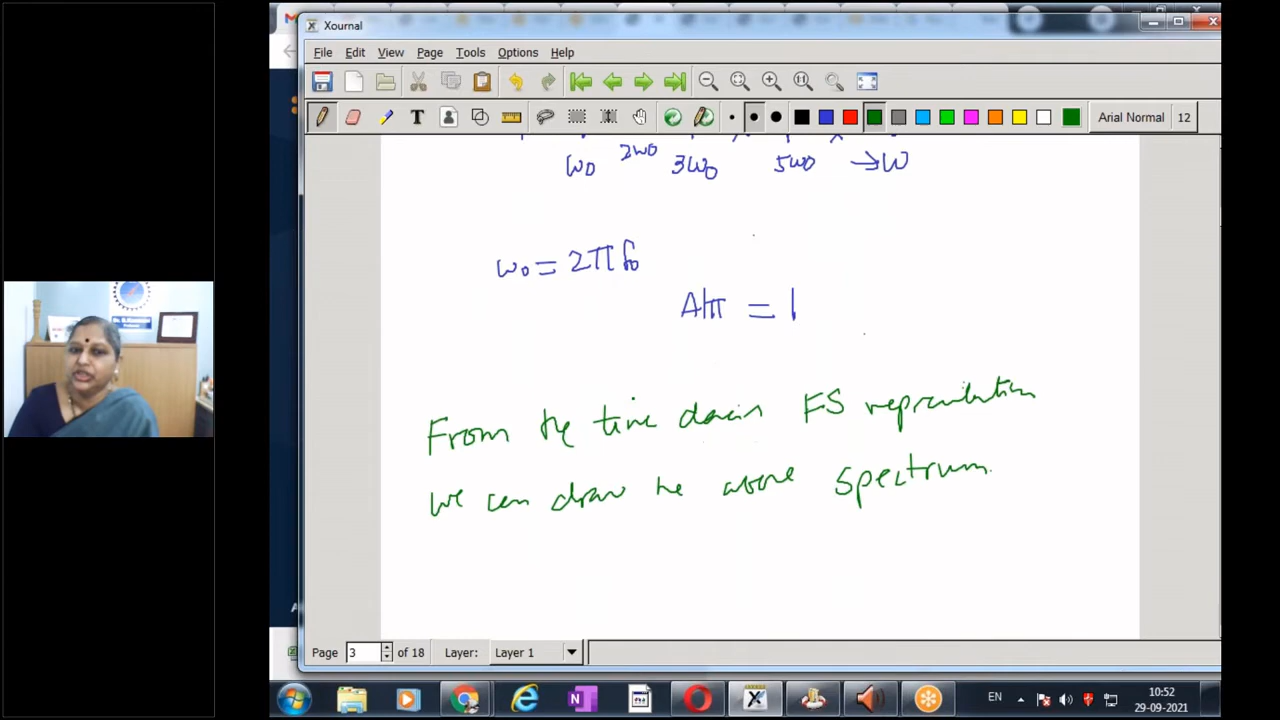 Xournal
File Edit View Page Tools Options Help
Arial Normal 12
ω0 2ω0 3ω0 5ω0 →ω
ω0 = 2πf0
A/π = 1
From the time domain FS representation
we can draw the above spectrum.
Page 3 of 18 Layer: Layer 1
EN 10:52
29-09-2021